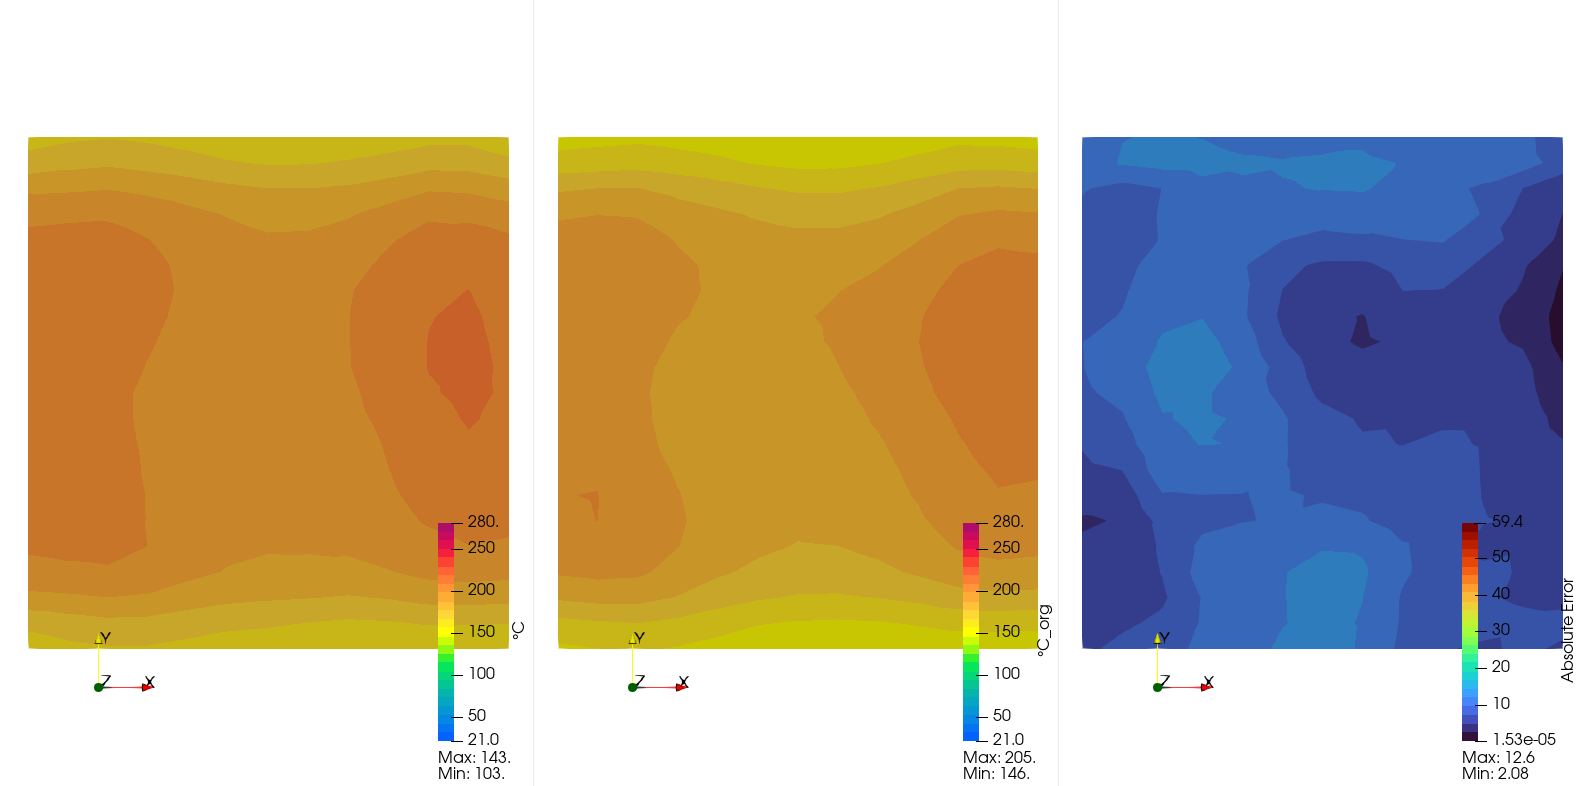 Y
Z
X
280.
250
200
150
100
50
21.0
°C
Max: 143.
Min: 103.
Y
Z
X
280.
250
200
150
100
50
21.0
°C_org
Max: 205.
Min: 146.
Y
Z
X
59.4
50
40
30
20
10
1.53e-05
Absolute Error
Max: 12.6
Min: 2.08